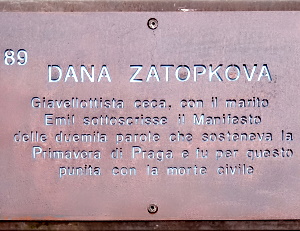 89
DANA ZATOPKOVA
Giavellottista ceca, con il marito
Emil sottoscrisse il Manifesto
delle duemila parole che sosteneva la
Primavera di Praga e fu per questo
punita con la morte civile